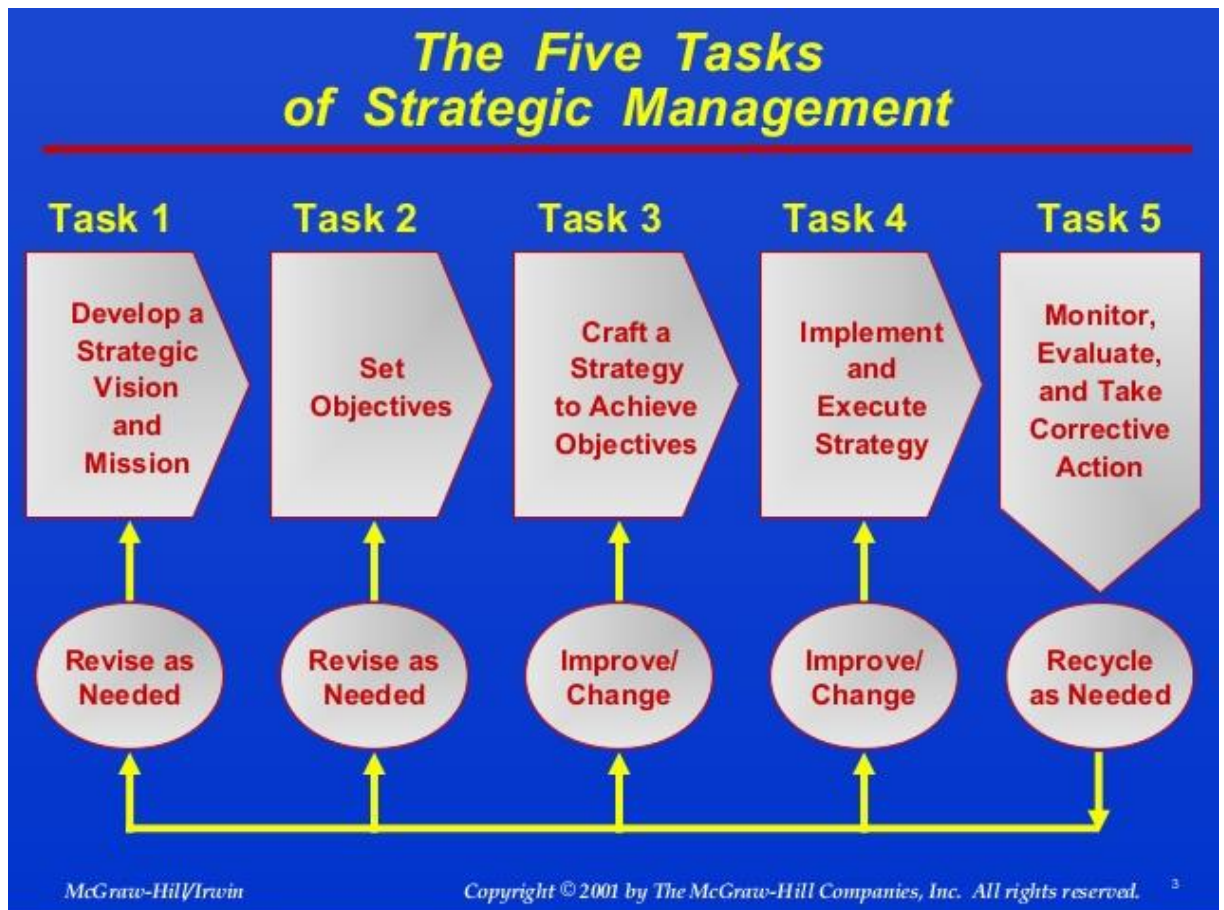 The Five Tasks
of Strategic Management
Task 1
Task 2
Task 3
Task 4
Task 5
Develop a
Strategic
Vision
and
Mission
Set
Objectives
Craft a
Strategy
to Achieve
Objectives
Implement
and
Execute
Strategy
Monitor,
Evaluate,
and Take
Corrective
Action
Revise as
Needed
Revise as
Needed
Improve/
Change
Improve/
Change
Recycle
as Needed
McGraw-Hill/Irwin
Copyright © 2001 by The McGraw-Hill Companies, Inc. All rights reserved.
3